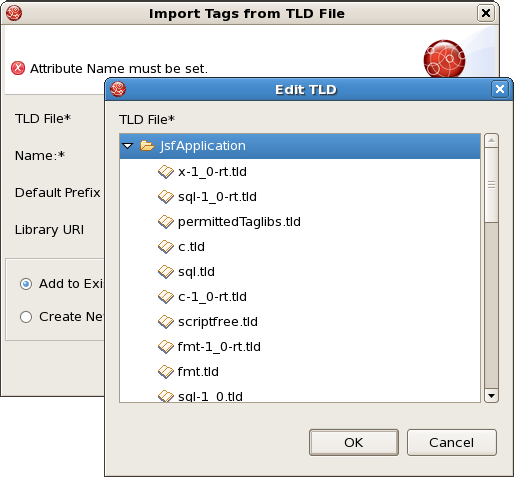 Import Tags from TLD File
Attribute Name must be set.
TLD File*
Name:*
Default Prefix
Library URI
Add to Exi
Create Ne
Edit TLD
TLD File*
JsfApplication
x-1_0-rt.tld
sql-1_0-rt.tld
permittedTaglibs.tld
c.tld
sql.tld
c-1_0-rt.tld
scriptfree.tld
fmt-1_0-rt.tld
fmt.tld
sql-1_0.tld
OK
Cancel